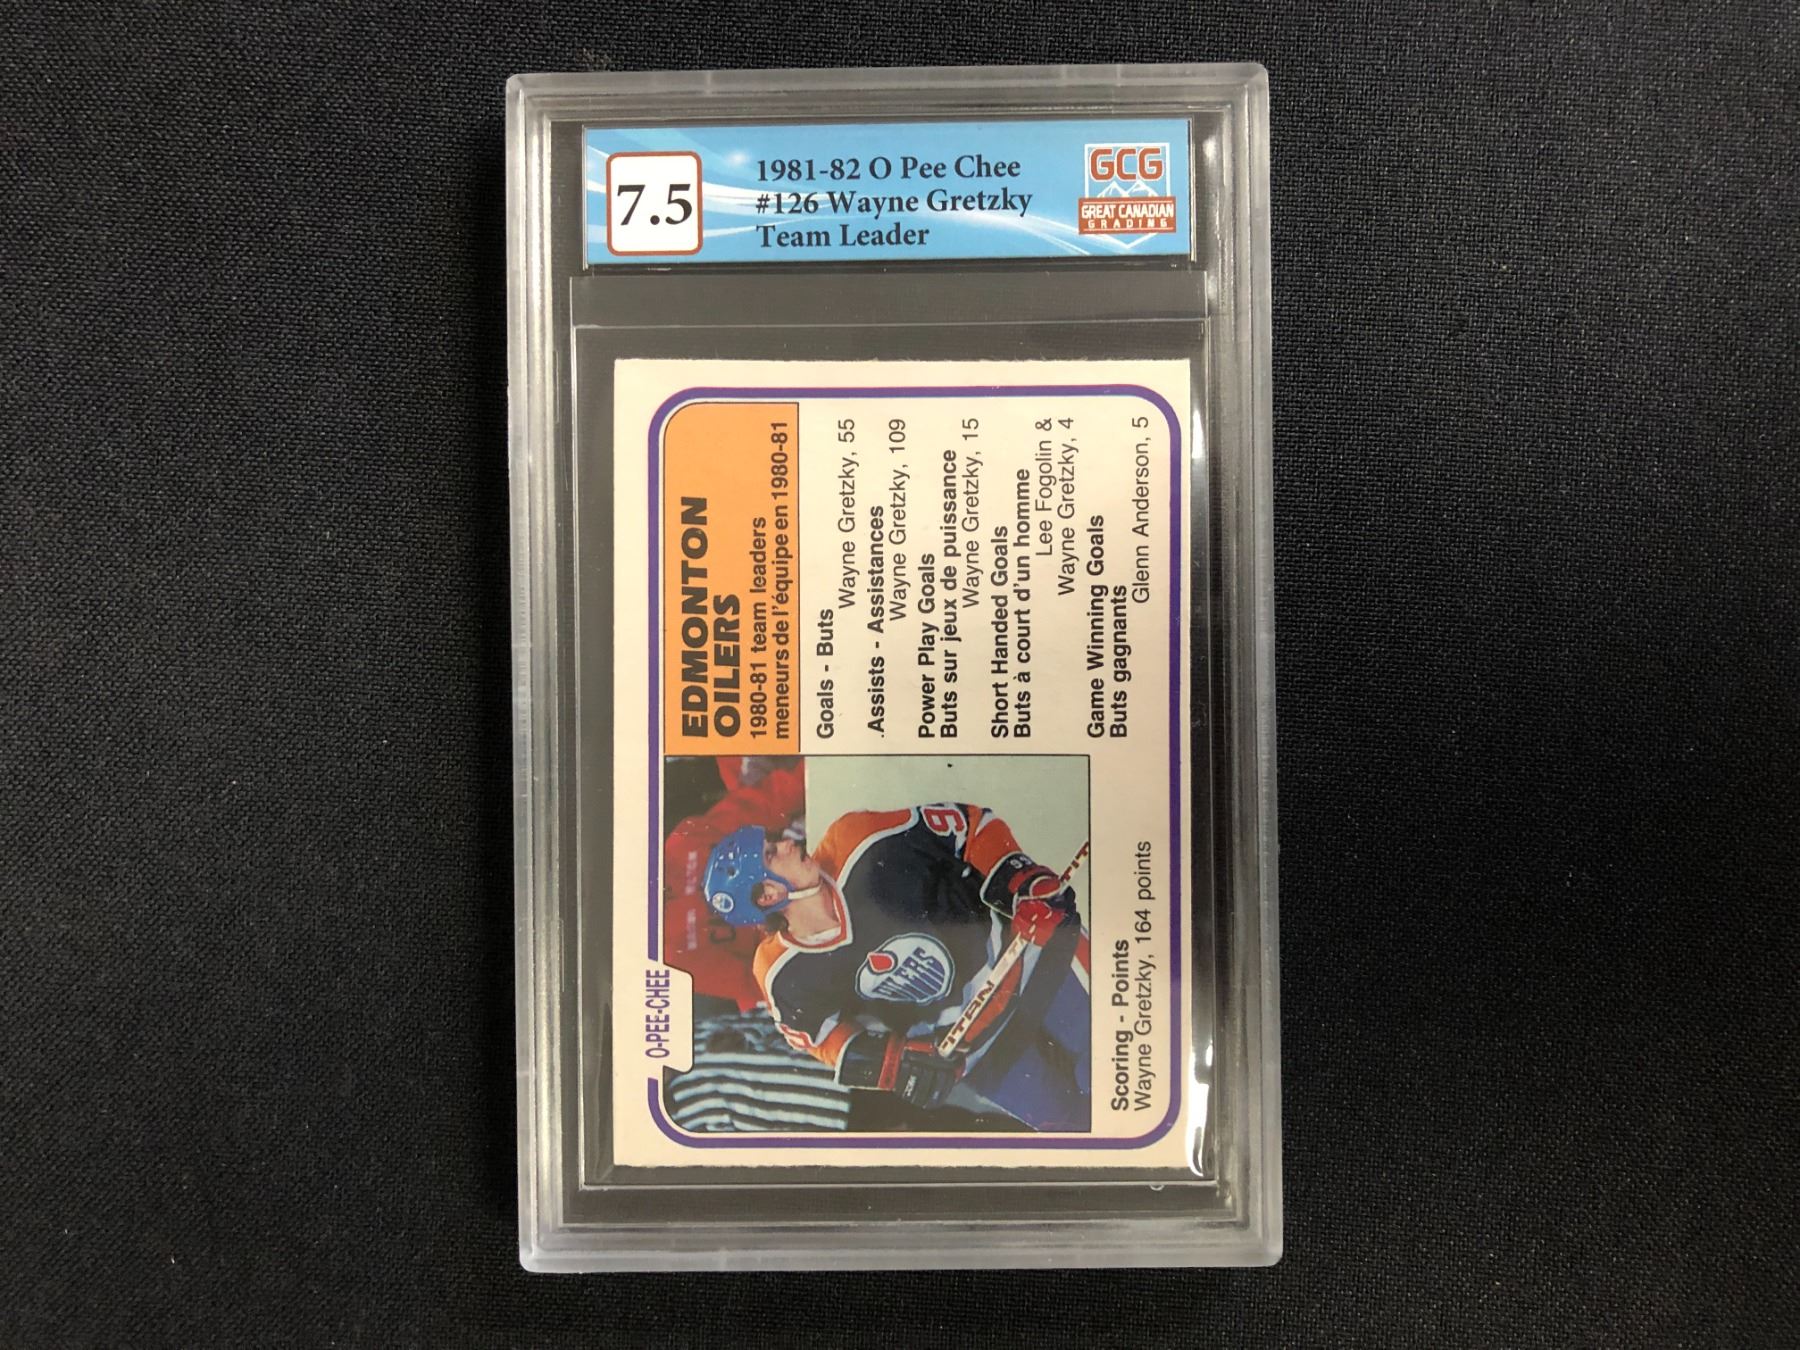 7.5
1981-82 O Pee Chee
#126 Wayne Gretzky
Team Leader
GCG
GREAT CANADIAN
GRADING
O-PEE-CHEE
EDMONTON
OILERS
1980-81 team leaders
meneurs de l'équipe en 1980-81
Goals - Buts
Wayne Gretzky, 55
Assists - Assistances
Wayne Gretzky, 109
Power Play Goals
Buts sur jeux de puissance
Wayne Gretzky, 15
Short Handed Goals
Buts à court d'un homme
Lee Fogolin &
Wayne Gretzky, 4
Game Winning Goals
Buts gagnants
Glenn Anderson, 5
OILERS
TITAN
TIT
99
Scoring - Points
Wayne Gretzky, 164 points